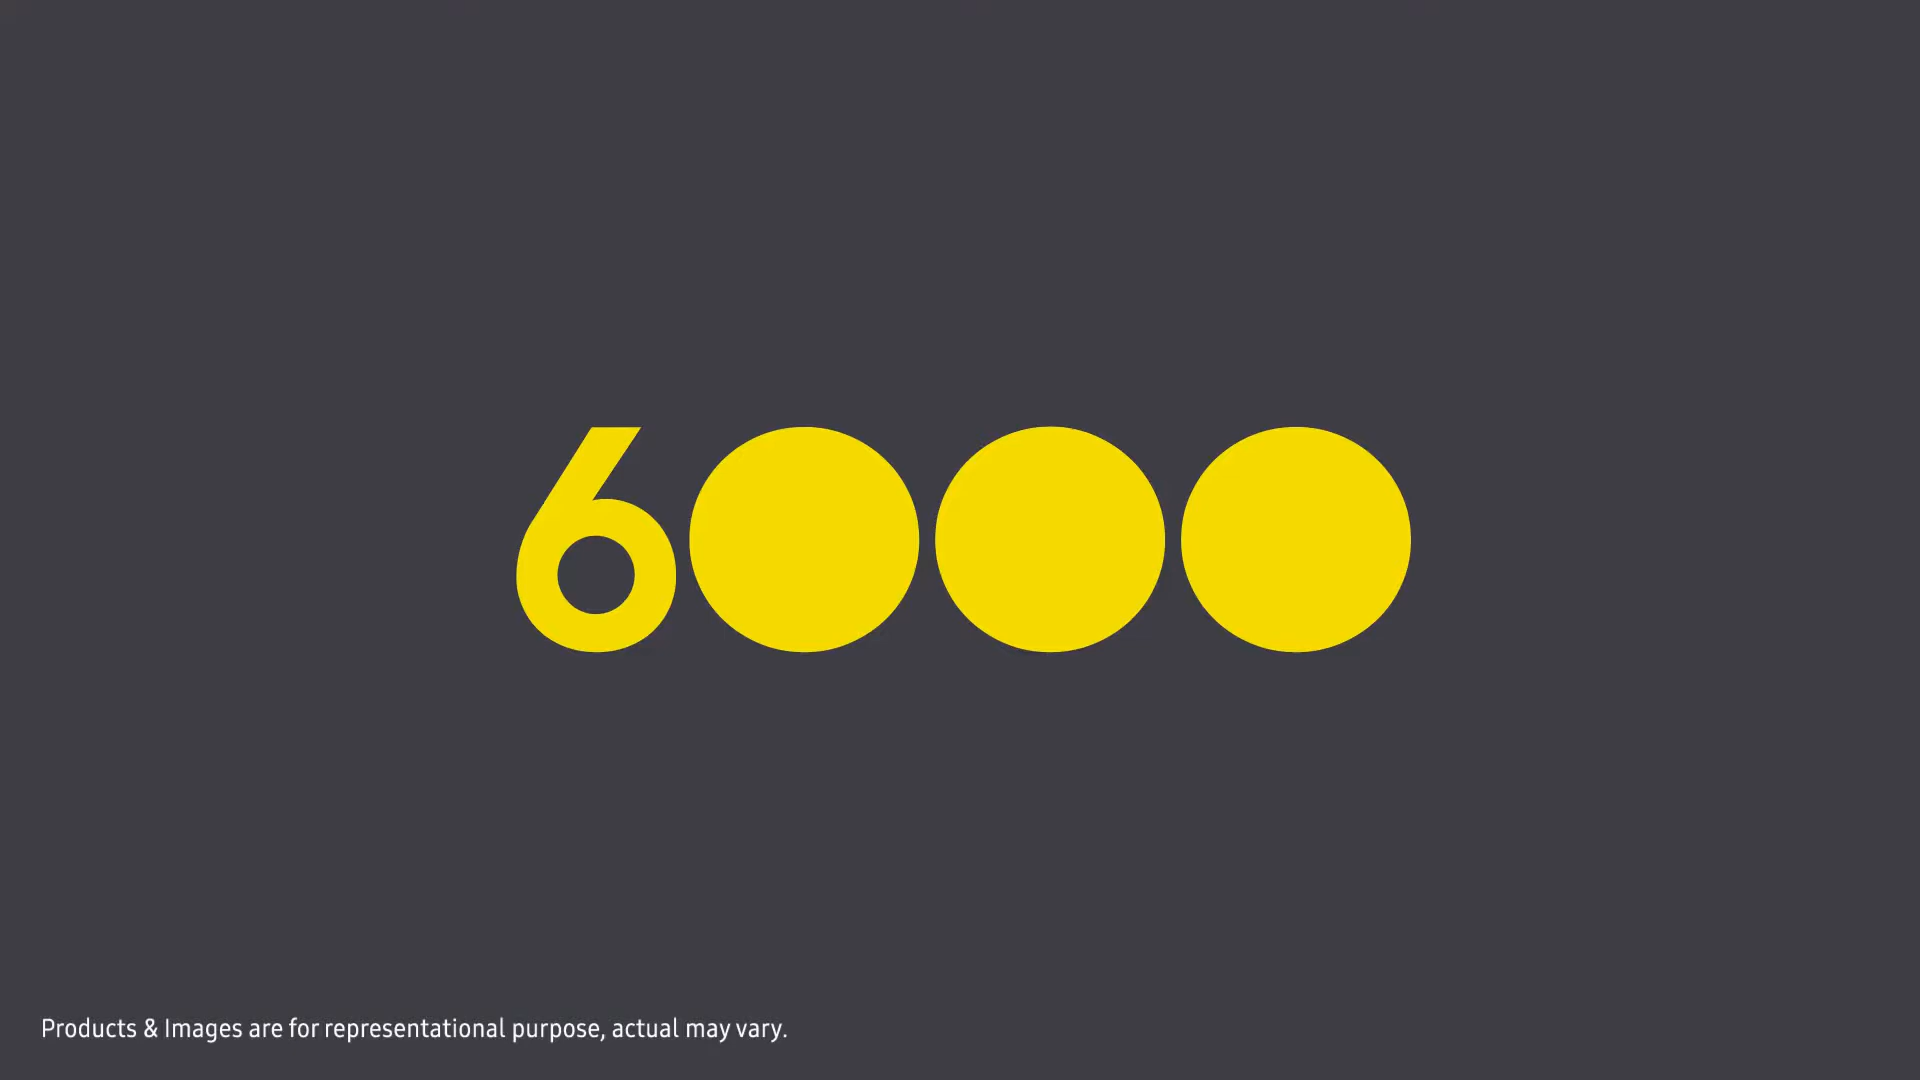 6000
Products & Images are for representational purpose, actual may vary.